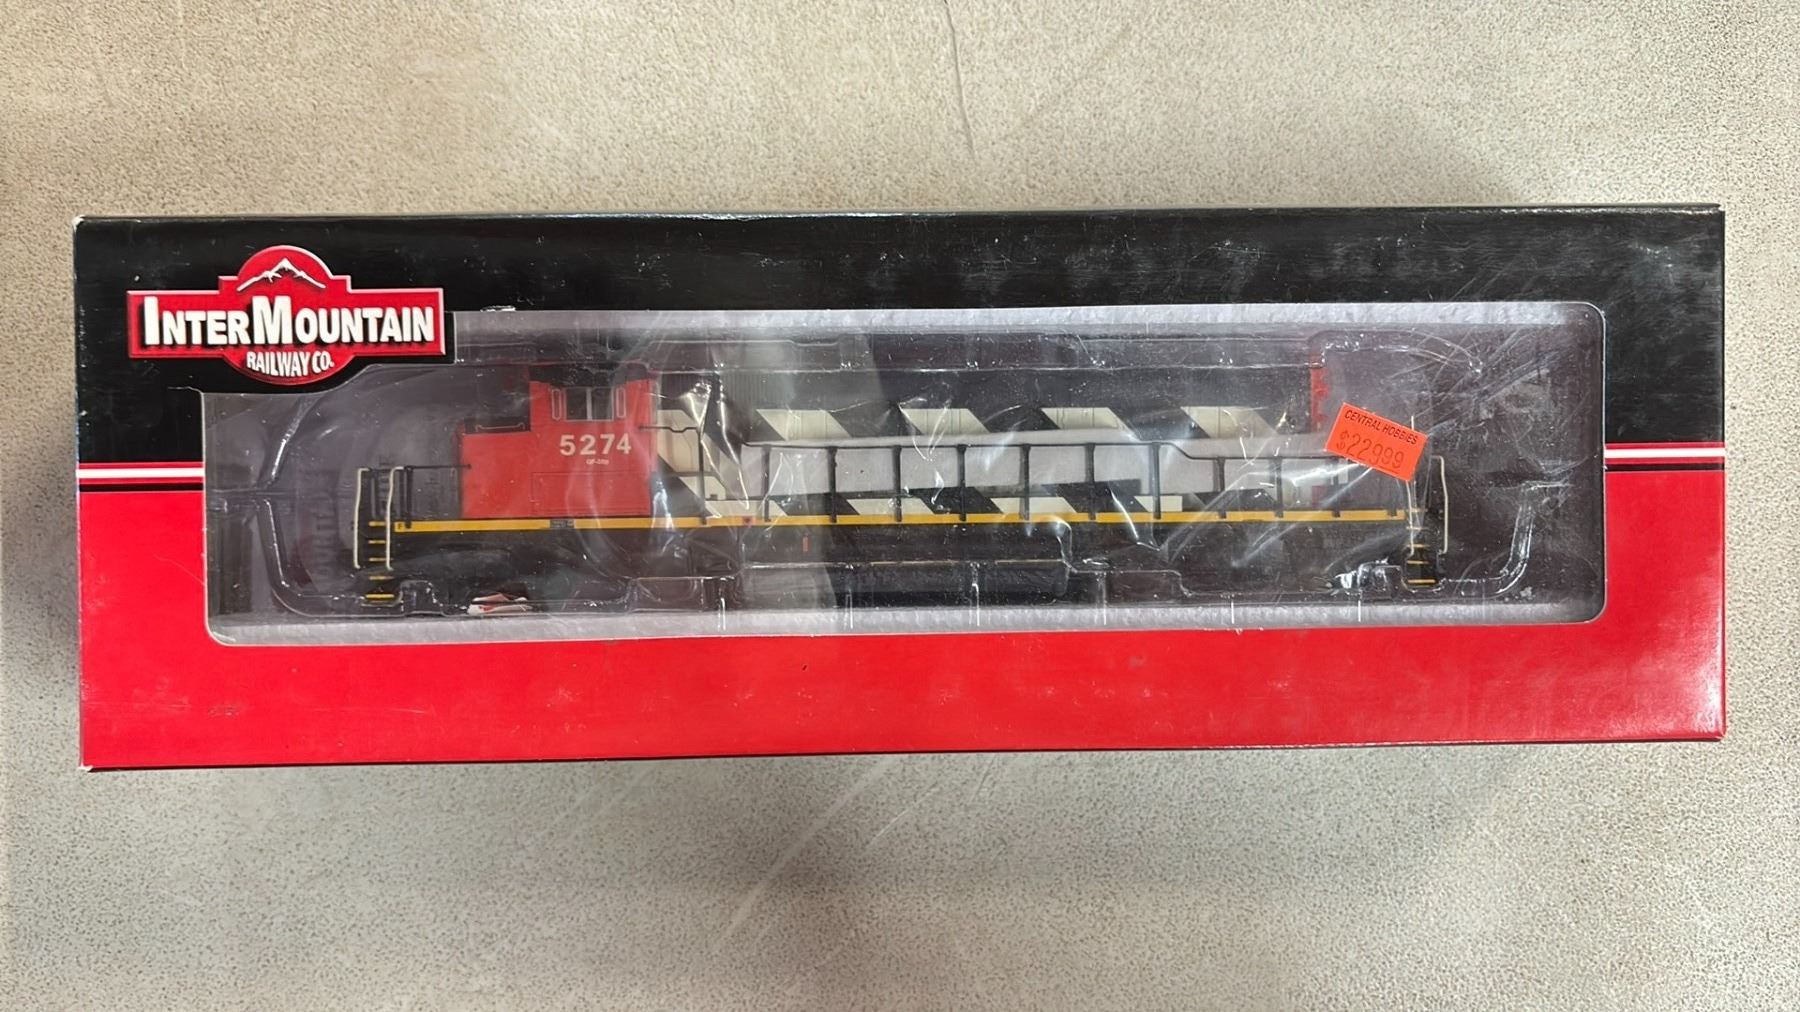 INTERMOUNTAIN
RAILWAY CO.
5274
CENTRAL HOBBIES
$229.99